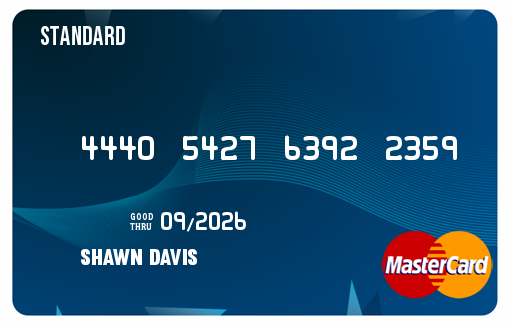 STANDARD
4440 5427 6392 2359
GOOD THRU 09/2026
SHAWN DAVIS
MasterCard